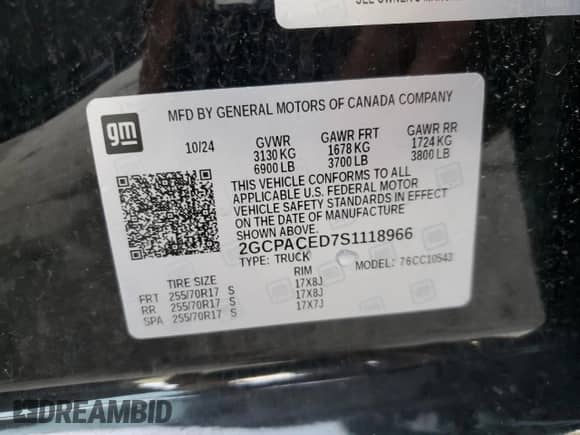 gm
MFD BY GENERAL MOTORS OF CANADA COMPANY
10/24 GVWR GAWR FRT GAWR RR
3130 KG 1678 KG 1724 KG
6900 LB 3700 LB 3800 LB
THIS VEHICLE CONFORMS TO ALL
APPLICABLE U.S. FEDERAL MOTOR
VEHICLE SAFETY STANDARDS IN EFFECT
ON THE DATE OF MANUFACTURE
SHOWN ABOVE.
2GCPACED7S1118966
TYPE: TRUCK MODEL: 76CC10543
TIRE SIZE RIM
FRT 255/70R17 S 17X8J
RR 255/70R17 S 17X8J
SPA 255/70R17 S 17X7J
DREAMBID